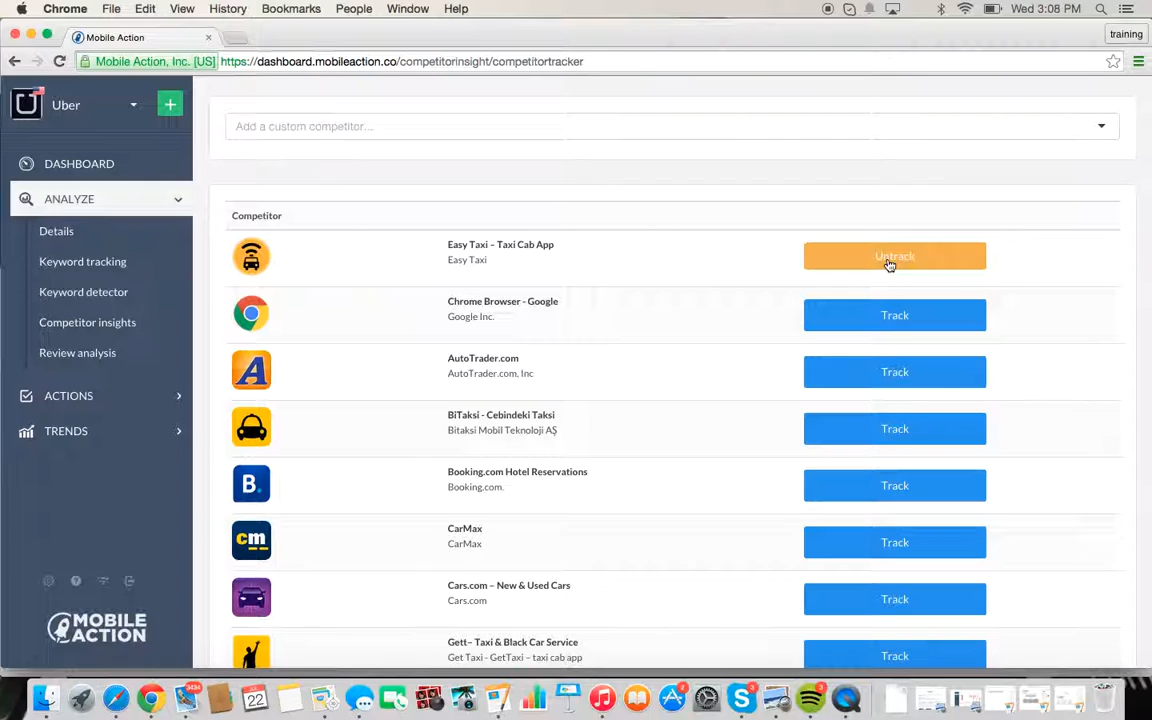 Chrome File Edit View History Bookmarks People Window Help Wed 3:08 PM
Mobile Action training
Mobile Action, Inc. [US] https://dashboard.mobileaction.co/competitorinsight/competitortracker
Uber
Add a custom competitor...
DASHBOARD
ANALYZE
Details
Keyword tracking
Keyword detector
Competitor insights
Review analysis
ACTIONS
TRENDS
MOBILE
ACTION
Competitor
Easy Taxi – Taxi Cab App
Easy Taxi
Untrack
Chrome Browser - Google
Google Inc.
Track
AutoTrader.com
AutoTrader.com, Inc
Track
BiTaksi - Cebindeki Taksi
Bitaksi Mobil Teknoloji AŞ
Track
B.
Booking.com Hotel Reservations
Booking.com.
Track
cm
CarMax
CarMax
Track
Cars.com – New & Used Cars
Cars.com
Track
Gett– Taxi & Black Car Service
Get Taxi - GetTaxi – taxi cab app
Track